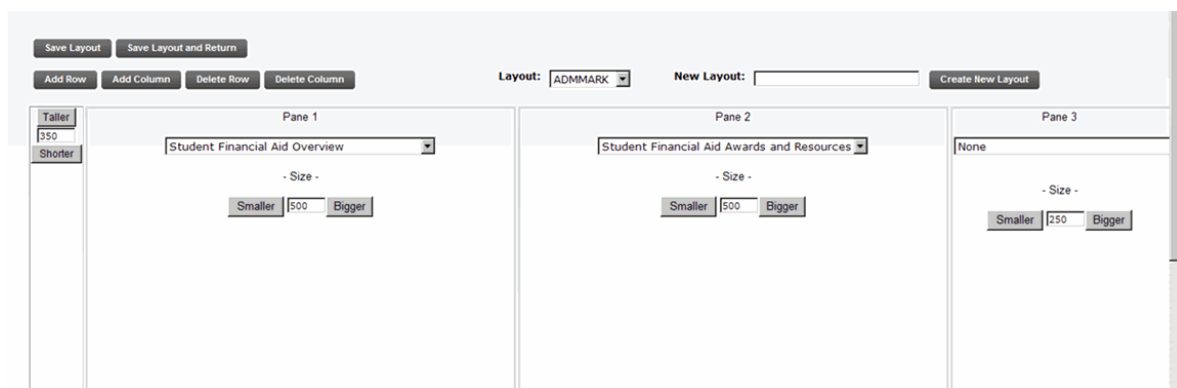 Save Layout Save Layout and Return
Add Row Add Column Delete Row Delete Column Layout: ADMMARK New Layout: Create New Layout
Taller Pane 1 Pane 2 Pane 3
350
Shorter Student Financial Aid Overview Student Financial Aid Awards and Resources None
- Size - - Size - - Size -
Smaller 500 Bigger Smaller 500 Bigger Smaller 250 Bigger